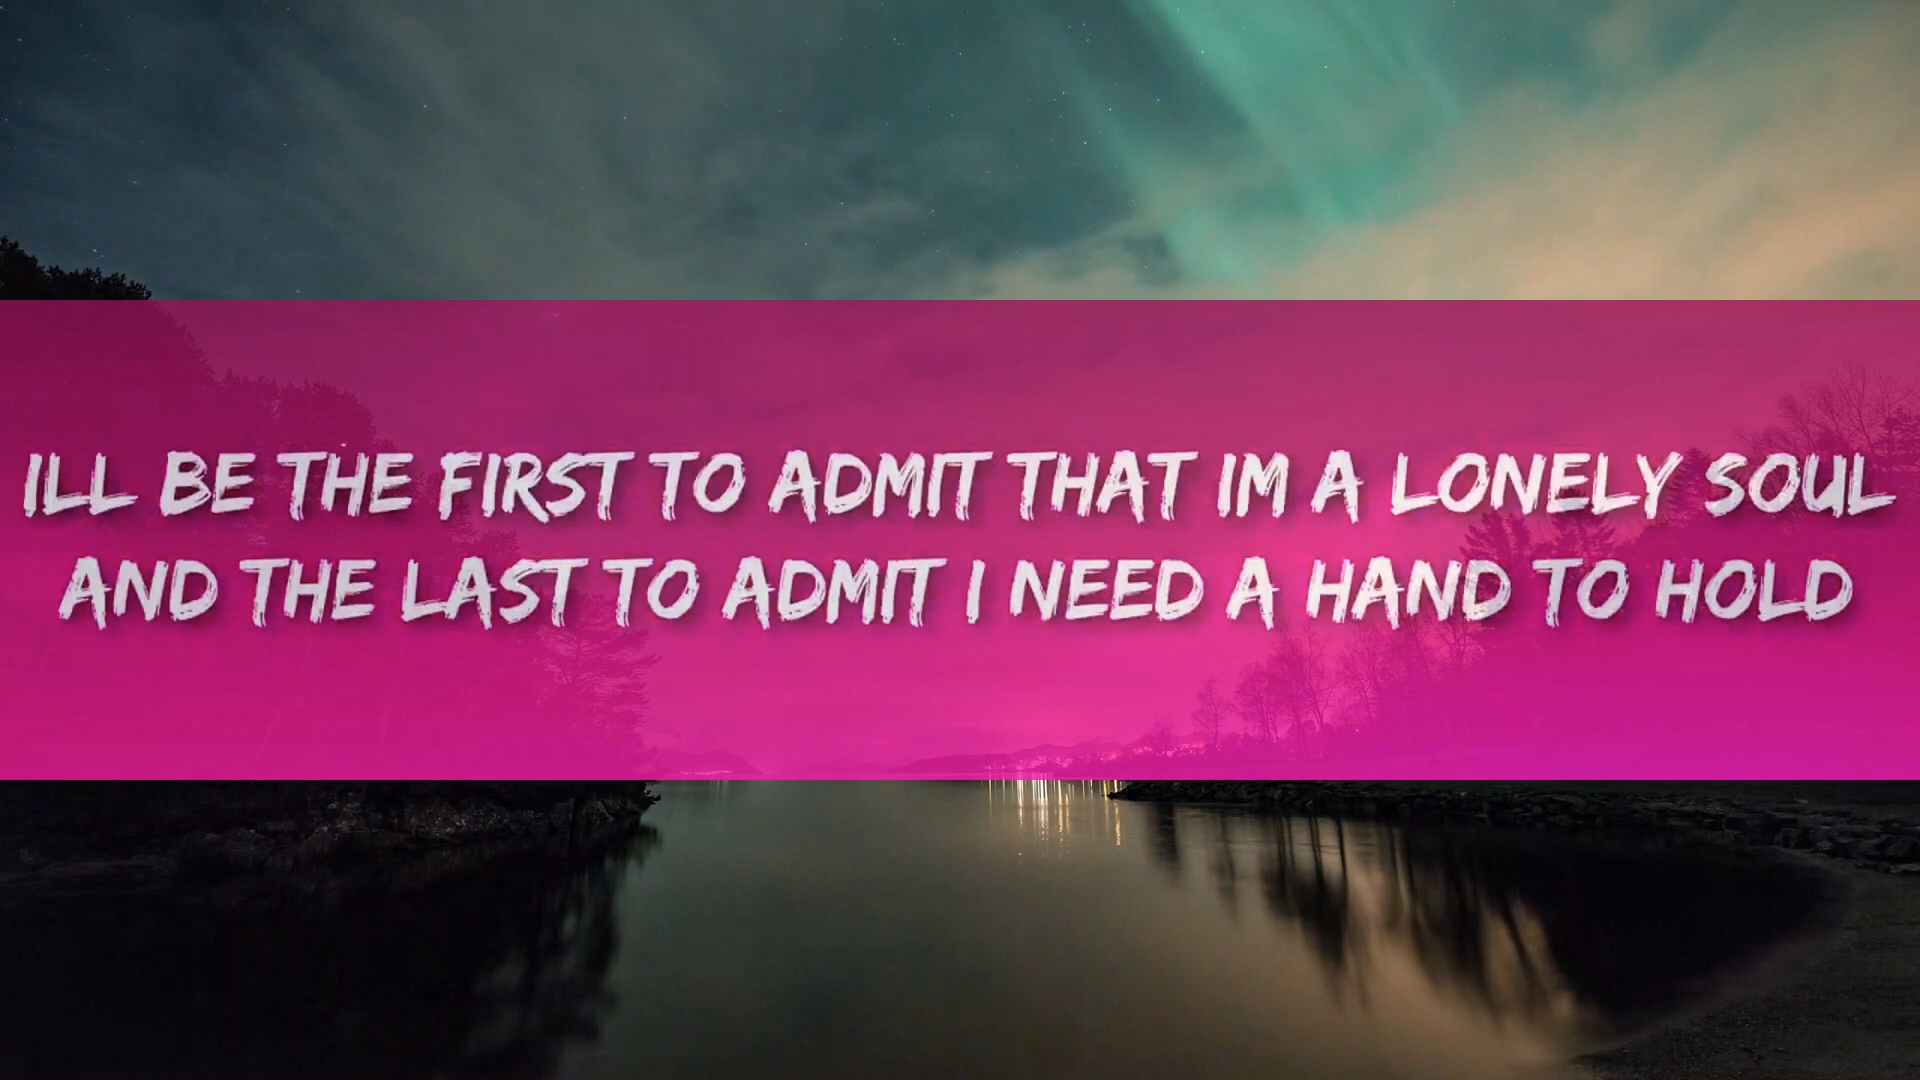 ILL BE THE FIRST TO ADMIT THAT IM A LONELY SOUL
AND THE LAST TO ADMIT I NEED A HAND TO HOLD